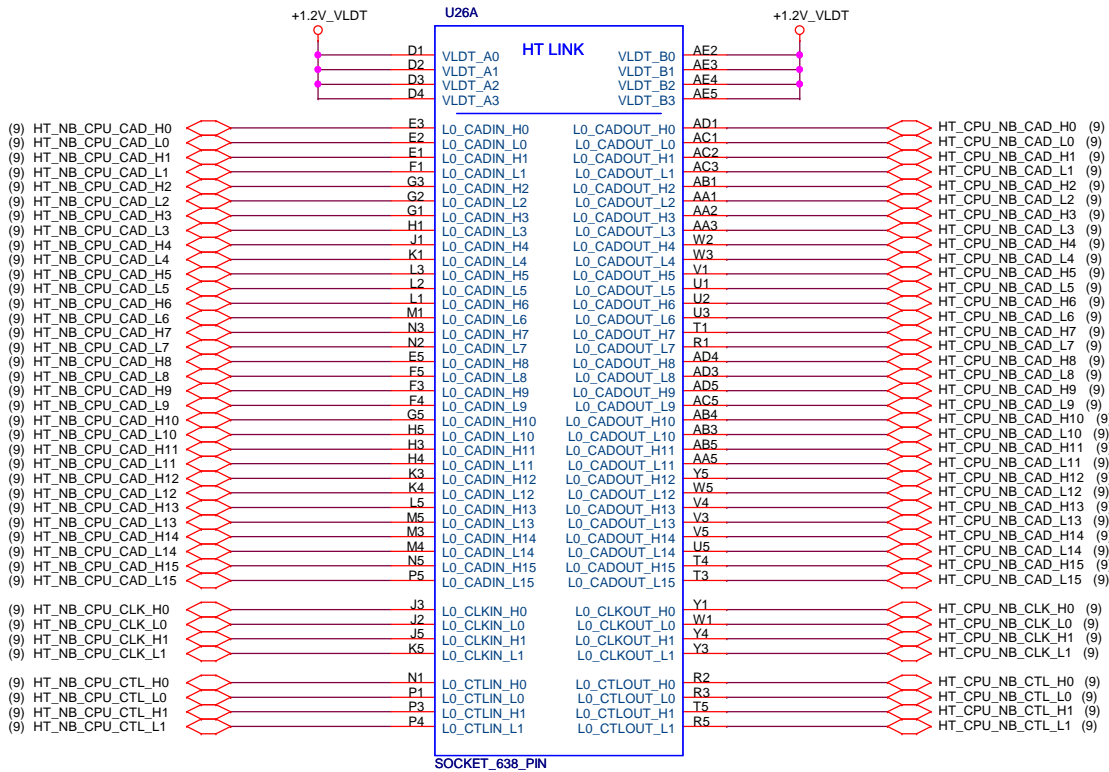 U26A
+1.2V_VLDT +1.2V_VLDT
HT LINK
D1 VLDT_A0 VLDT_B0 AE2
D2 VLDT_A1 VLDT_B1 AE3
D3 VLDT_A2 VLDT_B2 AE4
D4 VLDT_A3 VLDT_B3 AE5
(9) HT_NB_CPU_CAD_H0 E3 L0_CADIN_H0 L0_CADOUT_H0 AD1 HT_CPU_NB_CAD_H0 (9)
(9) HT_NB_CPU_CAD_L0 E2 L0_CADIN_L0 L0_CADOUT_L0 AC1 HT_CPU_NB_CAD_L0 (9)
(9) HT_NB_CPU_CAD_H1 E1 L0_CADIN_H1 L0_CADOUT_H1 AC2 HT_CPU_NB_CAD_H1 (9)
(9) HT_NB_CPU_CAD_L1 F1 L0_CADIN_L1 L0_CADOUT_L1 AC3 HT_CPU_NB_CAD_L1 (9)
(9) HT_NB_CPU_CAD_H2 G3 L0_CADIN_H2 L0_CADOUT_H2 AB1 HT_CPU_NB_CAD_H2 (9)
(9) HT_NB_CPU_CAD_L2 G2 L0_CADIN_L2 L0_CADOUT_L2 AA1 HT_CPU_NB_CAD_L2 (9)
(9) HT_NB_CPU_CAD_H3 G1 L0_CADIN_H3 L0_CADOUT_H3 AA2 HT_CPU_NB_CAD_H3 (9)
(9) HT_NB_CPU_CAD_L3 H1 L0_CADIN_L3 L0_CADOUT_L3 AA3 HT_CPU_NB_CAD_L3 (9)
(9) HT_NB_CPU_CAD_H4 J1 L0_CADIN_H4 L0_CADOUT_H4 W2 HT_CPU_NB_CAD_H4 (9)
(9) HT_NB_CPU_CAD_L4 K1 L0_CADIN_L4 L0_CADOUT_L4 W3 HT_CPU_NB_CAD_L4 (9)
(9) HT_NB_CPU_CAD_H5 L3 L0_CADIN_H5 L0_CADOUT_H5 V1 HT_CPU_NB_CAD_H5 (9)
(9) HT_NB_CPU_CAD_L5 L2 L0_CADIN_L5 L0_CADOUT_L5 U1 HT_CPU_NB_CAD_L5 (9)
(9) HT_NB_CPU_CAD_H6 L1 L0_CADIN_H6 L0_CADOUT_H6 U2 HT_CPU_NB_CAD_H6 (9)
(9) HT_NB_CPU_CAD_L6 M1 L0_CADIN_L6 L0_CADOUT_L6 U3 HT_CPU_NB_CAD_L6 (9)
(9) HT_NB_CPU_CAD_H7 N3 L0_CADIN_H7 L0_CADOUT_H7 T1 HT_CPU_NB_CAD_H7 (9)
(9) HT_NB_CPU_CAD_L7 N2 L0_CADIN_L7 L0_CADOUT_L7 R1 HT_CPU_NB_CAD_L7 (9)
(9) HT_NB_CPU_CAD_H8 E5 L0_CADIN_H8 L0_CADOUT_H8 AD4 HT_CPU_NB_CAD_H8 (9)
(9) HT_NB_CPU_CAD_L8 F5 L0_CADIN_L8 L0_CADOUT_L8 AD3 HT_CPU_NB_CAD_L8 (9)
(9) HT_NB_CPU_CAD_H9 F3 L0_CADIN_H9 L0_CADOUT_H9 AD5 HT_CPU_NB_CAD_H9 (9)
(9) HT_NB_CPU_CAD_L9 F4 L0_CADIN_L9 L0_CADOUT_L9 AC5 HT_CPU_NB_CAD_L9 (9)
(9) HT_NB_CPU_CAD_H10 G5 L0_CADIN_H10 L0_CADOUT_H10 AB4 HT_CPU_NB_CAD_H10 (9
(9) HT_NB_CPU_CAD_L10 H5 L0_CADIN_L10 L0_CADOUT_L10 AB3 HT_CPU_NB_CAD_L10 (9)
(9) HT_NB_CPU_CAD_H11 H3 L0_CADIN_H11 L0_CADOUT_H11 AB5 HT_CPU_NB_CAD_H11 (9)
(9) HT_NB_CPU_CAD_L11 H4 L0_CADIN_L11 L0_CADOUT_L11 AA5 HT_CPU_NB_CAD_L11 (9)
(9) HT_NB_CPU_CAD_H12 K3 L0_CADIN_H12 L0_CADOUT_H12 Y5 HT_CPU_NB_CAD_H12 (9
(9) HT_NB_CPU_CAD_L12 K4 L0_CADIN_L12 L0_CADOUT_L12 W5 HT_CPU_NB_CAD_L12 (9)
(9) HT_NB_CPU_CAD_H13 L5 L0_CADIN_H13 L0_CADOUT_H13 V4 HT_CPU_NB_CAD_H13 (9
(9) HT_NB_CPU_CAD_L13 M5 L0_CADIN_L13 L0_CADOUT_L13 V3 HT_CPU_NB_CAD_L13 (9)
(9) HT_NB_CPU_CAD_H14 M3 L0_CADIN_H14 L0_CADOUT_H14 V5 HT_CPU_NB_CAD_H14 (9
(9) HT_NB_CPU_CAD_L14 M4 L0_CADIN_L14 L0_CADOUT_L14 U5 HT_CPU_NB_CAD_L14 (9)
(9) HT_NB_CPU_CAD_H15 N5 L0_CADIN_H15 L0_CADOUT_H15 T4 HT_CPU_NB_CAD_H15 (9
(9) HT_NB_CPU_CAD_L15 P5 L0_CADIN_L15 L0_CADOUT_L15 T3 HT_CPU_NB_CAD_L15 (9)
(9) HT_NB_CPU_CLK_H0 J3 L0_CLKIN_H0 L0_CLKOUT_H0 Y1 HT_CPU_NB_CLK_H0 (9)
(9) HT_NB_CPU_CLK_L0 J2 L0_CLKIN_L0 L0_CLKOUT_L0 W1 HT_CPU_NB_CLK_L0 (9)
(9) HT_NB_CPU_CLK_H1 J5 L0_CLKIN_H1 L0_CLKOUT_H1 Y4 HT_CPU_NB_CLK_H1 (9)
(9) HT_NB_CPU_CLK_L1 K5 L0_CLKIN_L1 L0_CLKOUT_L1 Y3 HT_CPU_NB_CLK_L1 (9)
(9) HT_NB_CPU_CTL_H0 N1 L0_CTLIN_H0 L0_CTLOUT_H0 R2 HT_CPU_NB_CTL_H0 (9)
(9) HT_NB_CPU_CTL_L0 P1 L0_CTLIN_L0 L0_CTLOUT_L0 R3 HT_CPU_NB_CTL_L0 (9)
(9) HT_NB_CPU_CTL_H1 P3 L0_CTLIN_H1 L0_CTLOUT_H1 T5 HT_CPU_NB_CTL_H1 (9)
(9) HT_NB_CPU_CTL_L1 P4 L0_CTLIN_L1 L0_CTLOUT_L1 R5 HT_CPU_NB_CTL_L1 (9)
SOCKET_638_PIN